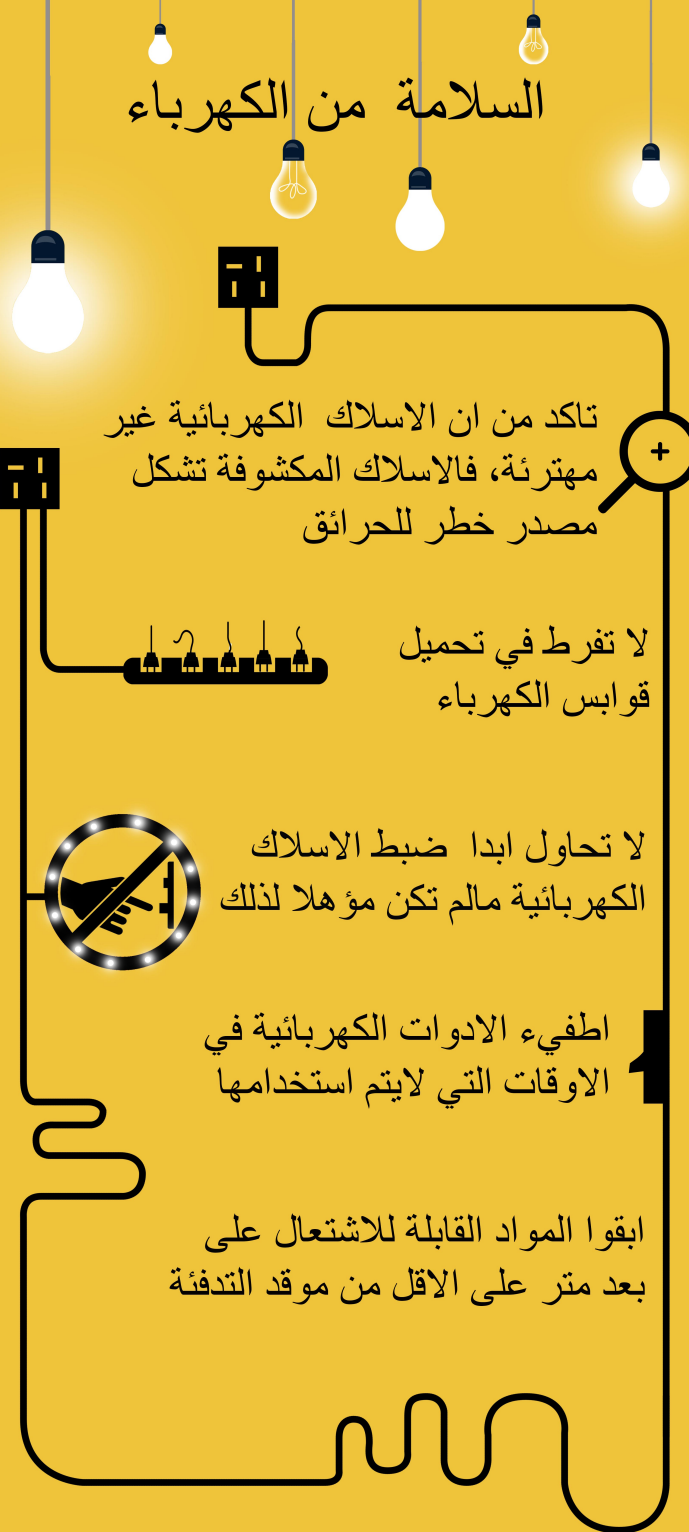 السلامة من الكهرباء
تاكد من ان الاسلاك الكهربائية غير
مهترئة، فالاسلاك المكشوفة تشكل
مصدر خطر للحرائق
لا تفرط في تحميل
قوابس الكهرباء
لا تحاول ابدا ضبط الاسلاك
الكهربائية مالم تكن مؤهلا لذلك
اطفيء الادوات الكهربائية في
الاوقات التي لايتم استخدامها
ابقوا المواد القابلة للاشتعال على
بعد متر على الاقل من موقد التدفئة